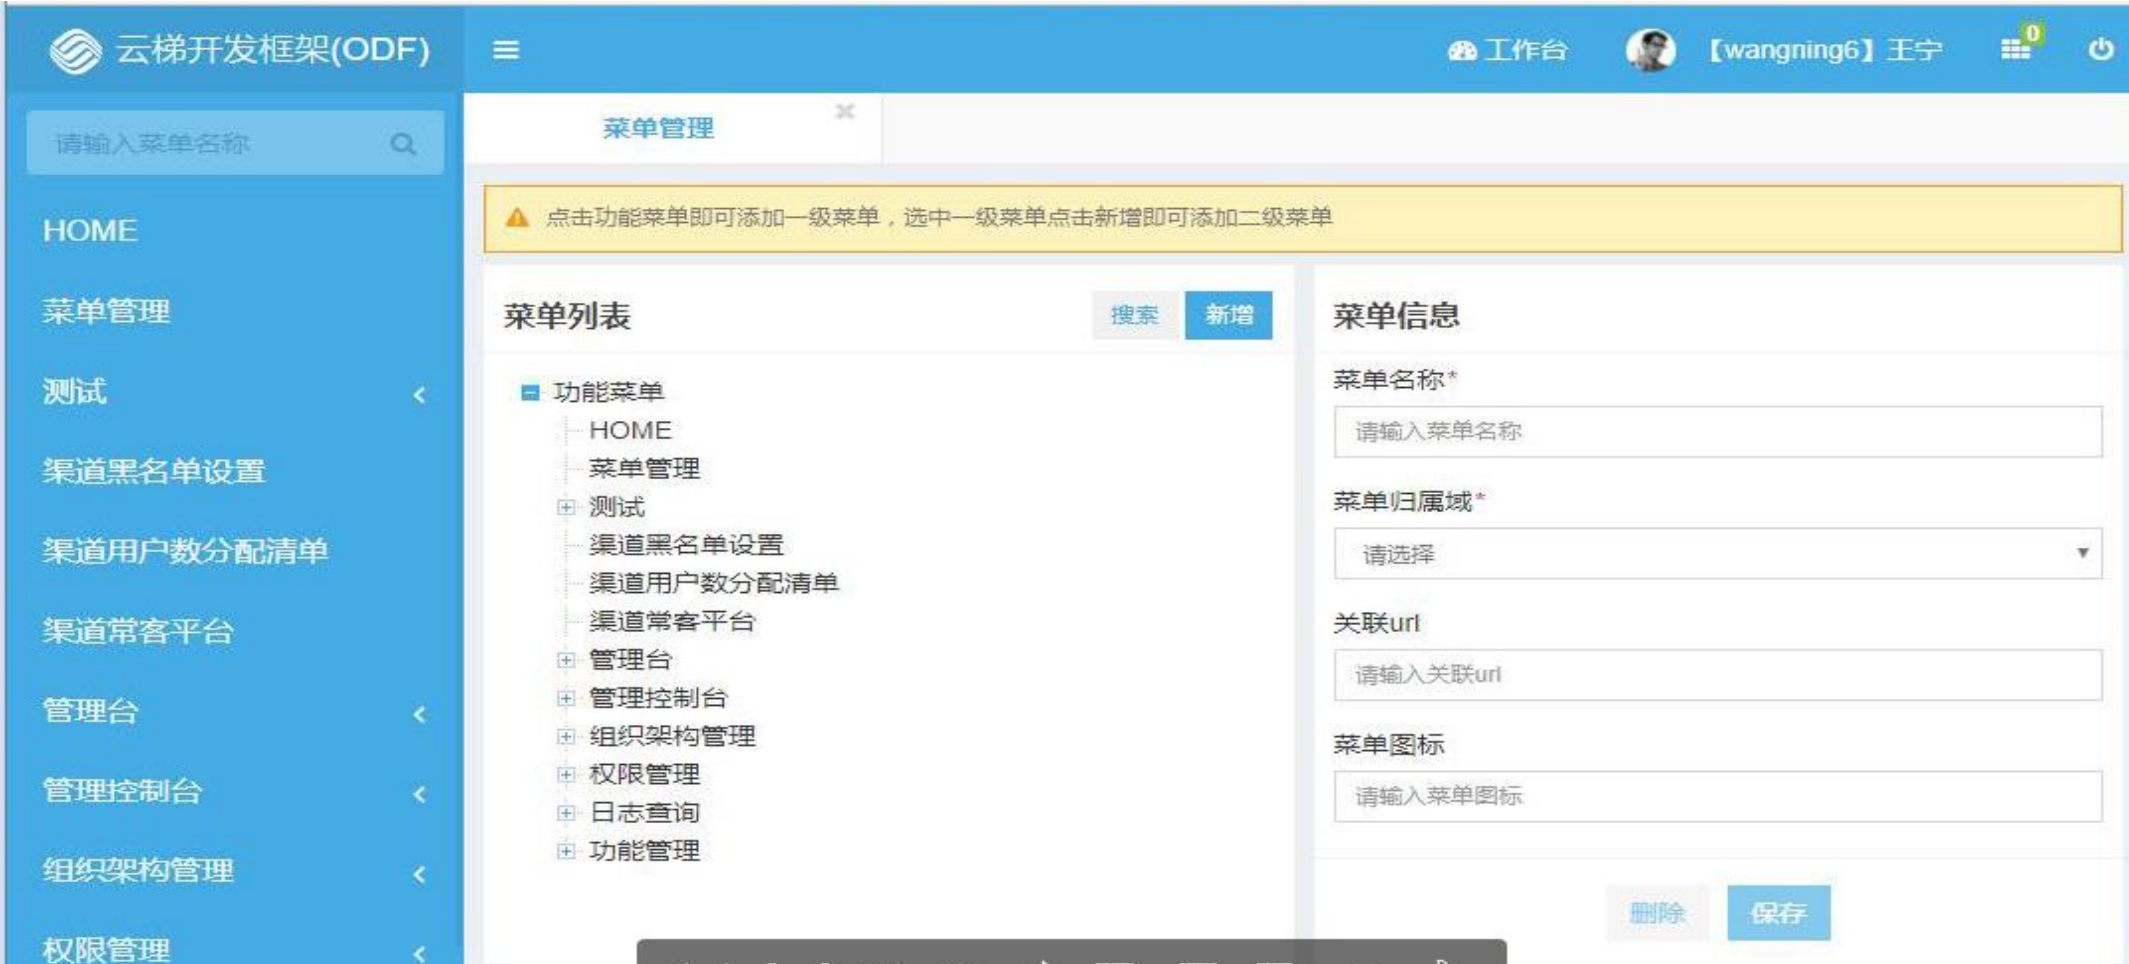 云梯开发框架(ODF)
工作台
【wangning6】王宁
0
请输入菜单名称
HOME
菜单管理
测试
渠道黑名单设置
渠道用户数分配清单
渠道常客平台
管理台
管理控制台
组织架构管理
权限管理
菜单管理
点击功能菜单即可添加一级菜单，选中一级菜单点击新增即可添加二级菜单
菜单列表
搜索
新增
功能菜单
HOME
菜单管理
测试
渠道黑名单设置
渠道用户数分配清单
渠道常客平台
管理台
管理控制台
组织架构管理
权限管理
日志查询
功能管理
菜单信息
菜单名称*
请输入菜单名称
菜单归属域*
请选择
关联url
请输入关联url
菜单图标
请输入菜单图标
删除
保存